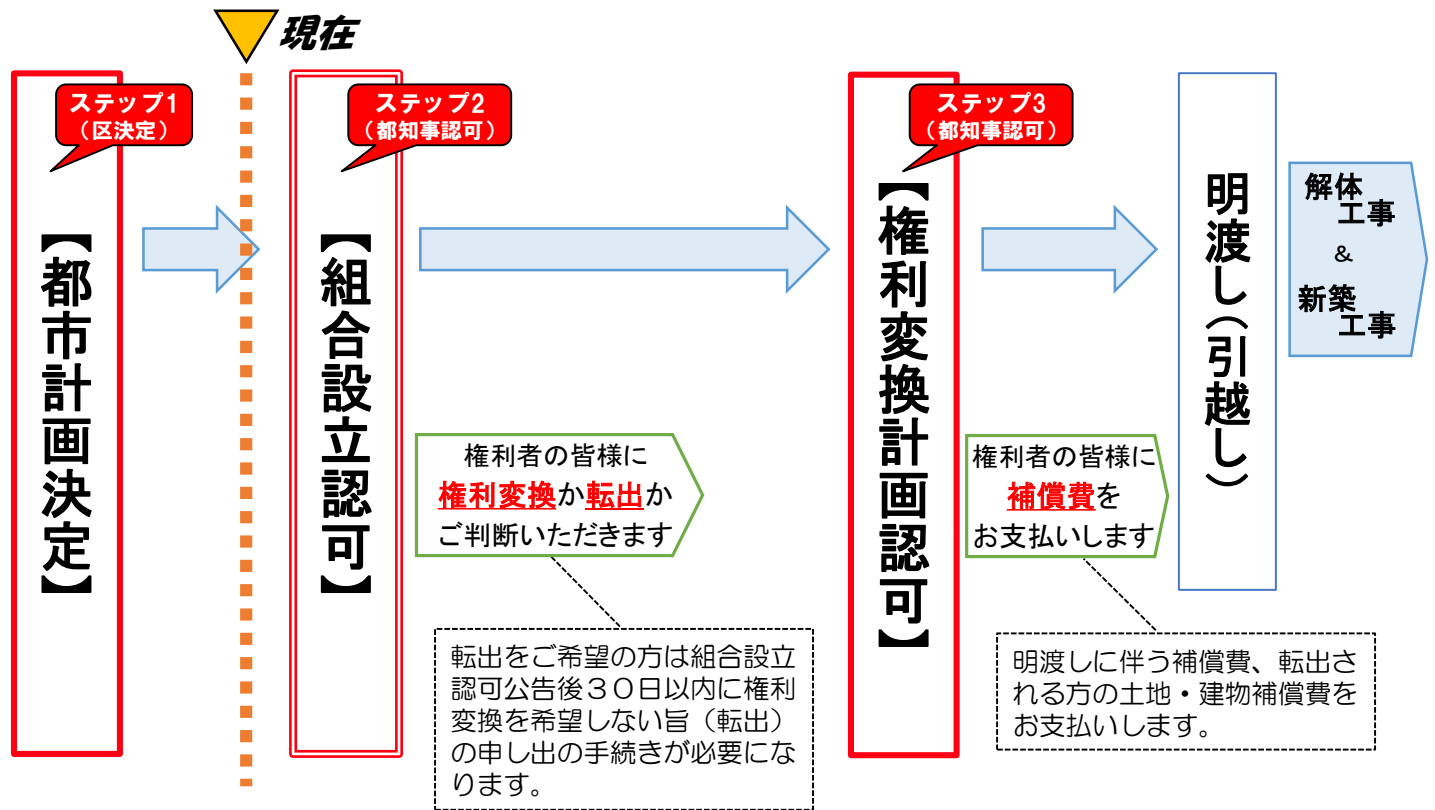 現在
ステップ1
（区決定）
【都市計画決定】
ステップ2
（都知事認可）
【組合設立認可】
権利者の皆様に
権利変換か転出か
ご判断いただきます
転出をご希望の方は組合設立
認可公告後３０日以内に権利
変換を希望しない旨（転出）
の申し出の手続きが必要にな
ります。
ステップ3
（都知事認可）
【権利変換計画認可】
権利者の皆様に
補償費を
お支払いします
明渡しに伴う補償費、転出さ
れる方の土地・建物補償費を
お支払いします。
明渡し（引越し）
解体
工事
&
新築
工事